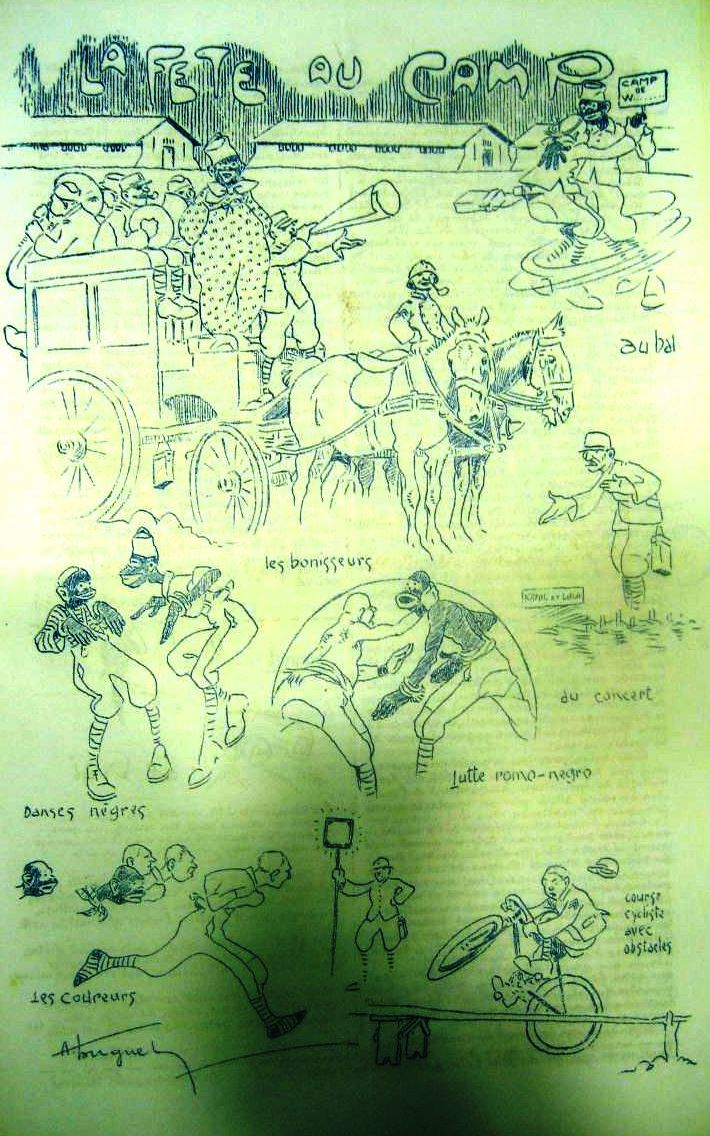 LA FETE AU CAMP
CAMP
DE
W......
au bal
les bonisseurs
du concert
Lutte romo-negro
Danses nègres
course
cycliste
avec
obstacles
Les coureurs